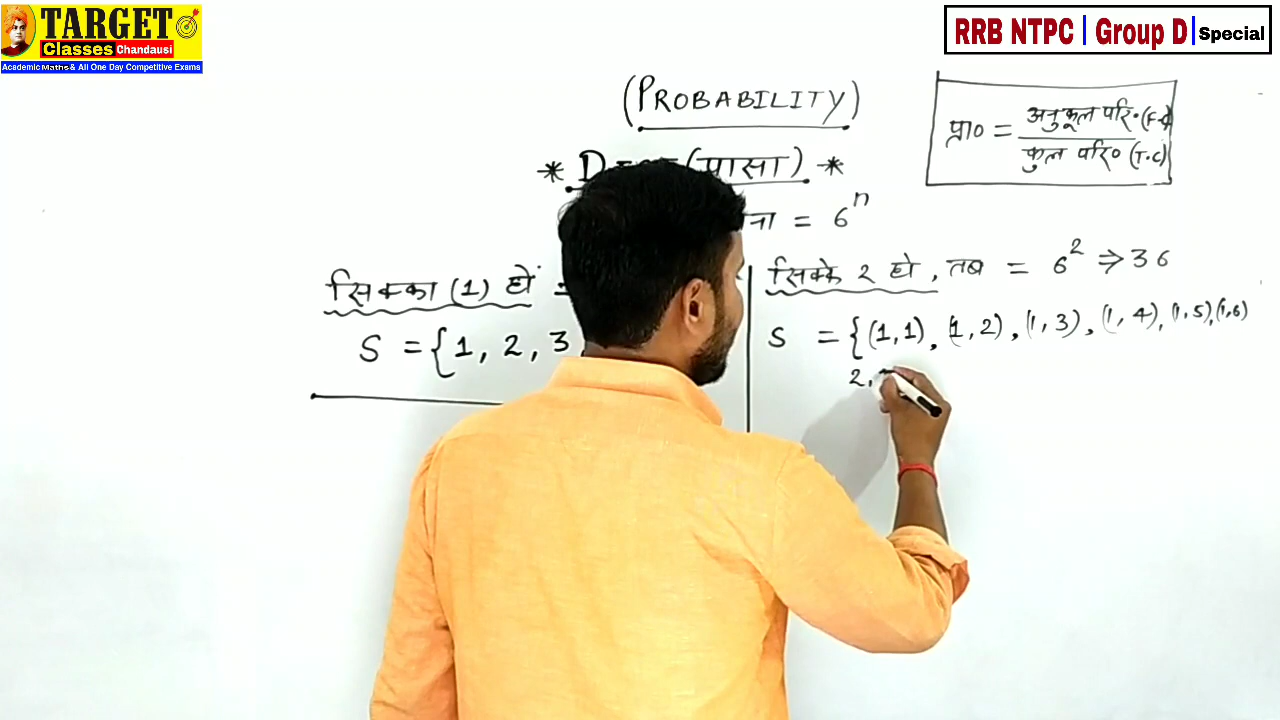 TARGET
Classes Chandausi
Academic Maths & All One Day Competitive Exams
RRB NTPC | Group D | Special
(PROBABILITY)
प्रा० = अनुकूल परि० (F.C)
कुल परि० (T.C)
* D (पासा) *
ना = 6^n
सिक्का (1) हो =
S = {1, 2, 3
सिक्के 2 हो, तब = 6^2 ⇒ 36
S = {(1,1), (1,2), (1,3), (1,4), (1,5), (1,6)
2,